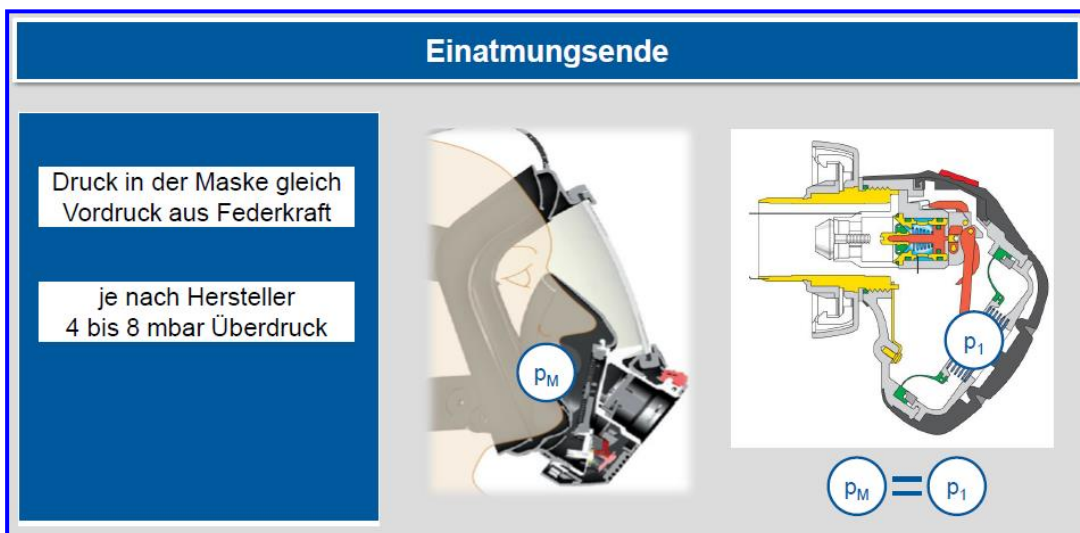 Einatmungsende
Druck in der Maske gleich
Vordruck aus Federkraft
je nach Hersteller
4 bis 8 mbar Überdruck
pM
p1
pM = p1